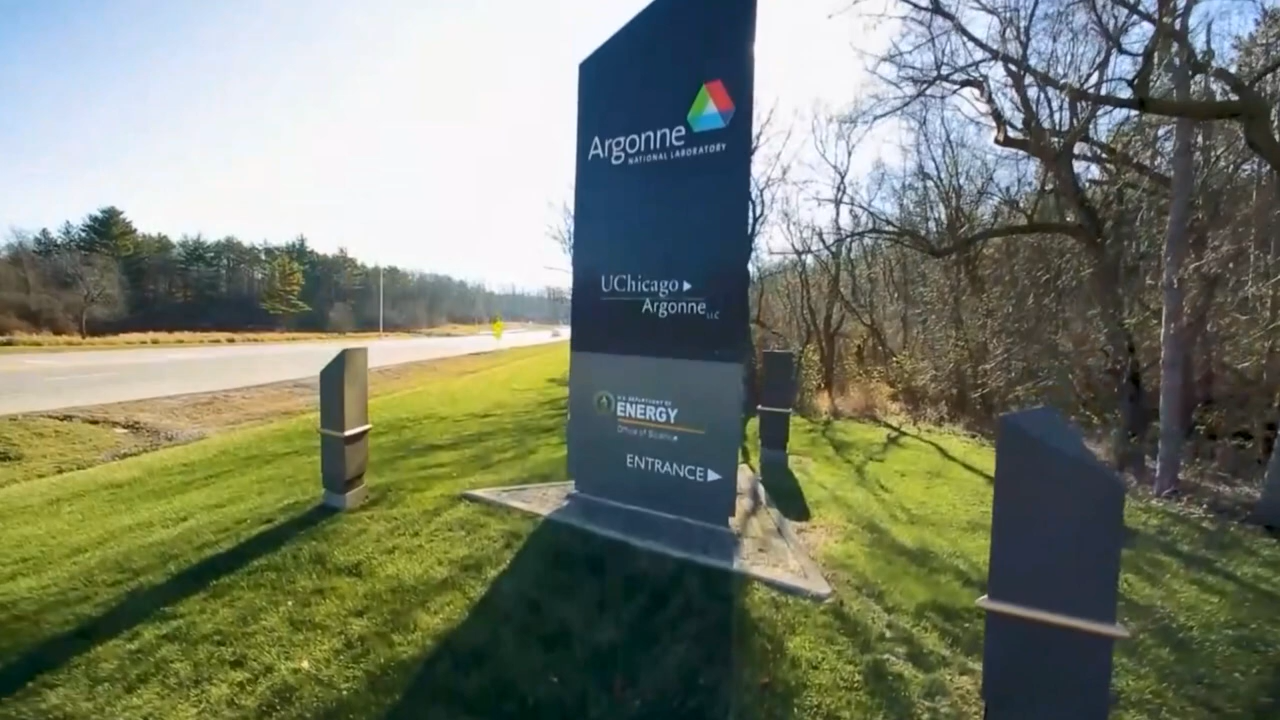 Argonne
NATIONAL LABORATORY
UChicago
Argonne LLC
U.S. DEPARTMENT OF
ENERGY
Office of Science
ENTRANCE